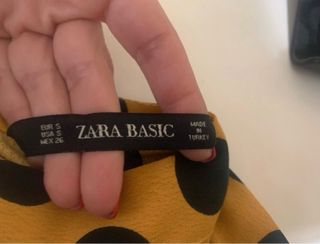 EUR S
USA S
MEX 26
ZARA BASIC
MADE
IN
TURKEY